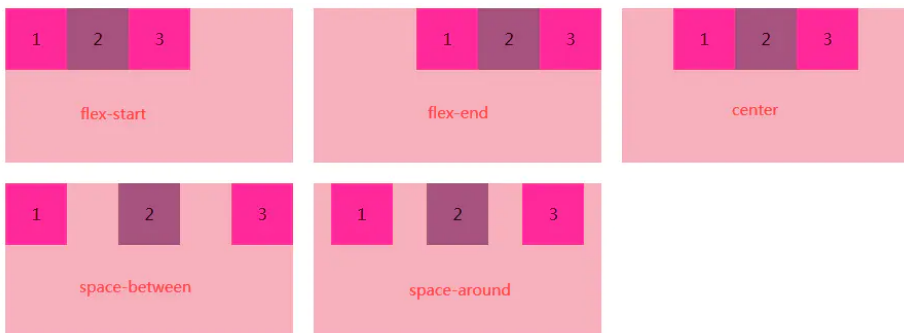 1 2 3
flex-start
1 2 3
flex-end
1 2 3
center
1 2 3
space-between
1 2 3
space-around